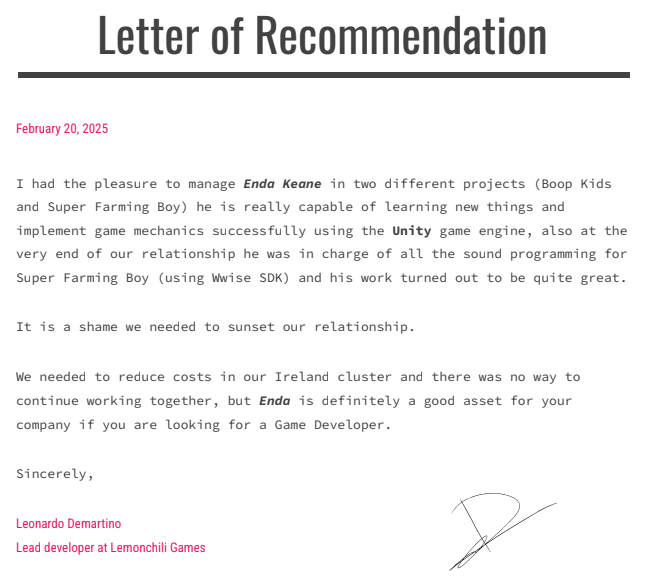 Letter of Recommendation
February 20, 2025
I had the pleasure to manage Enda Keane in two different projects (Boop Kids
and Super Farming Boy) he is really capable of learning new things and
implement game mechanics successfully using the Unity game engine, also at the
very end of our relationship he was in charge of all the sound programming for
Super Farming Boy (using Wwise SDK) and his work turned out to be quite great.
It is a shame we needed to sunset our relationship.
We needed to reduce costs in our Ireland cluster and there was no way to
continue working together, but Enda is definitely a good asset for your
company if you are looking for a Game Developer.
Sincerely,
Leonardo Demartino
Lead developer at Lemonchili Games